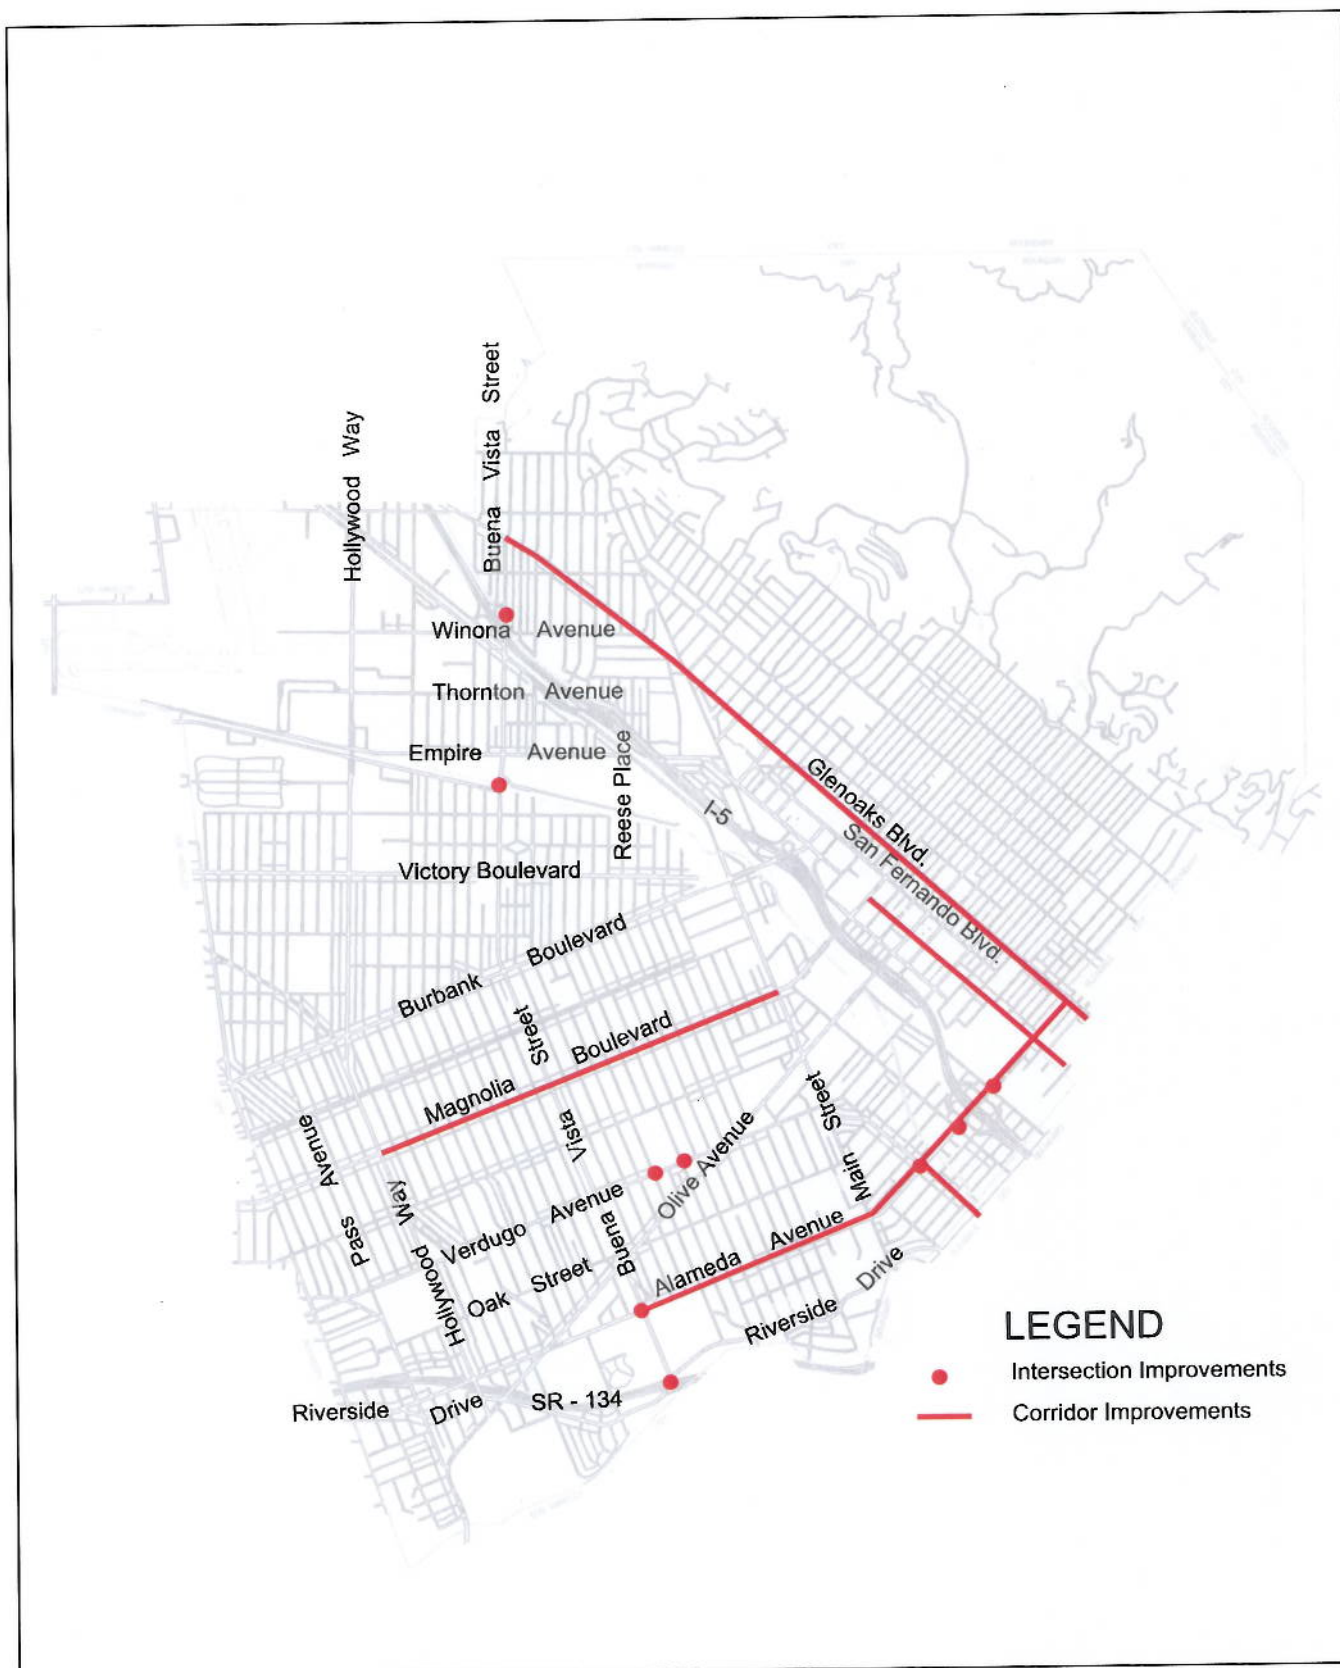 Hollywood Way
Buena Vista Street
Winona Avenue
Thornton Avenue
Empire Avenue
Reese Place
I-5
Glenoaks Blvd.
San Fernando Blvd.
Victory Boulevard
Burbank Boulevard
Magnolia Boulevard
Buena Vista Street
Pass Avenue
Hollywood Way
Verdugo Avenue
Olive Avenue
Main Street
Oak Street
Alameda Avenue
Riverside Drive
Riverside Drive
SR - 134
LEGEND
Intersection Improvements
Corridor Improvements